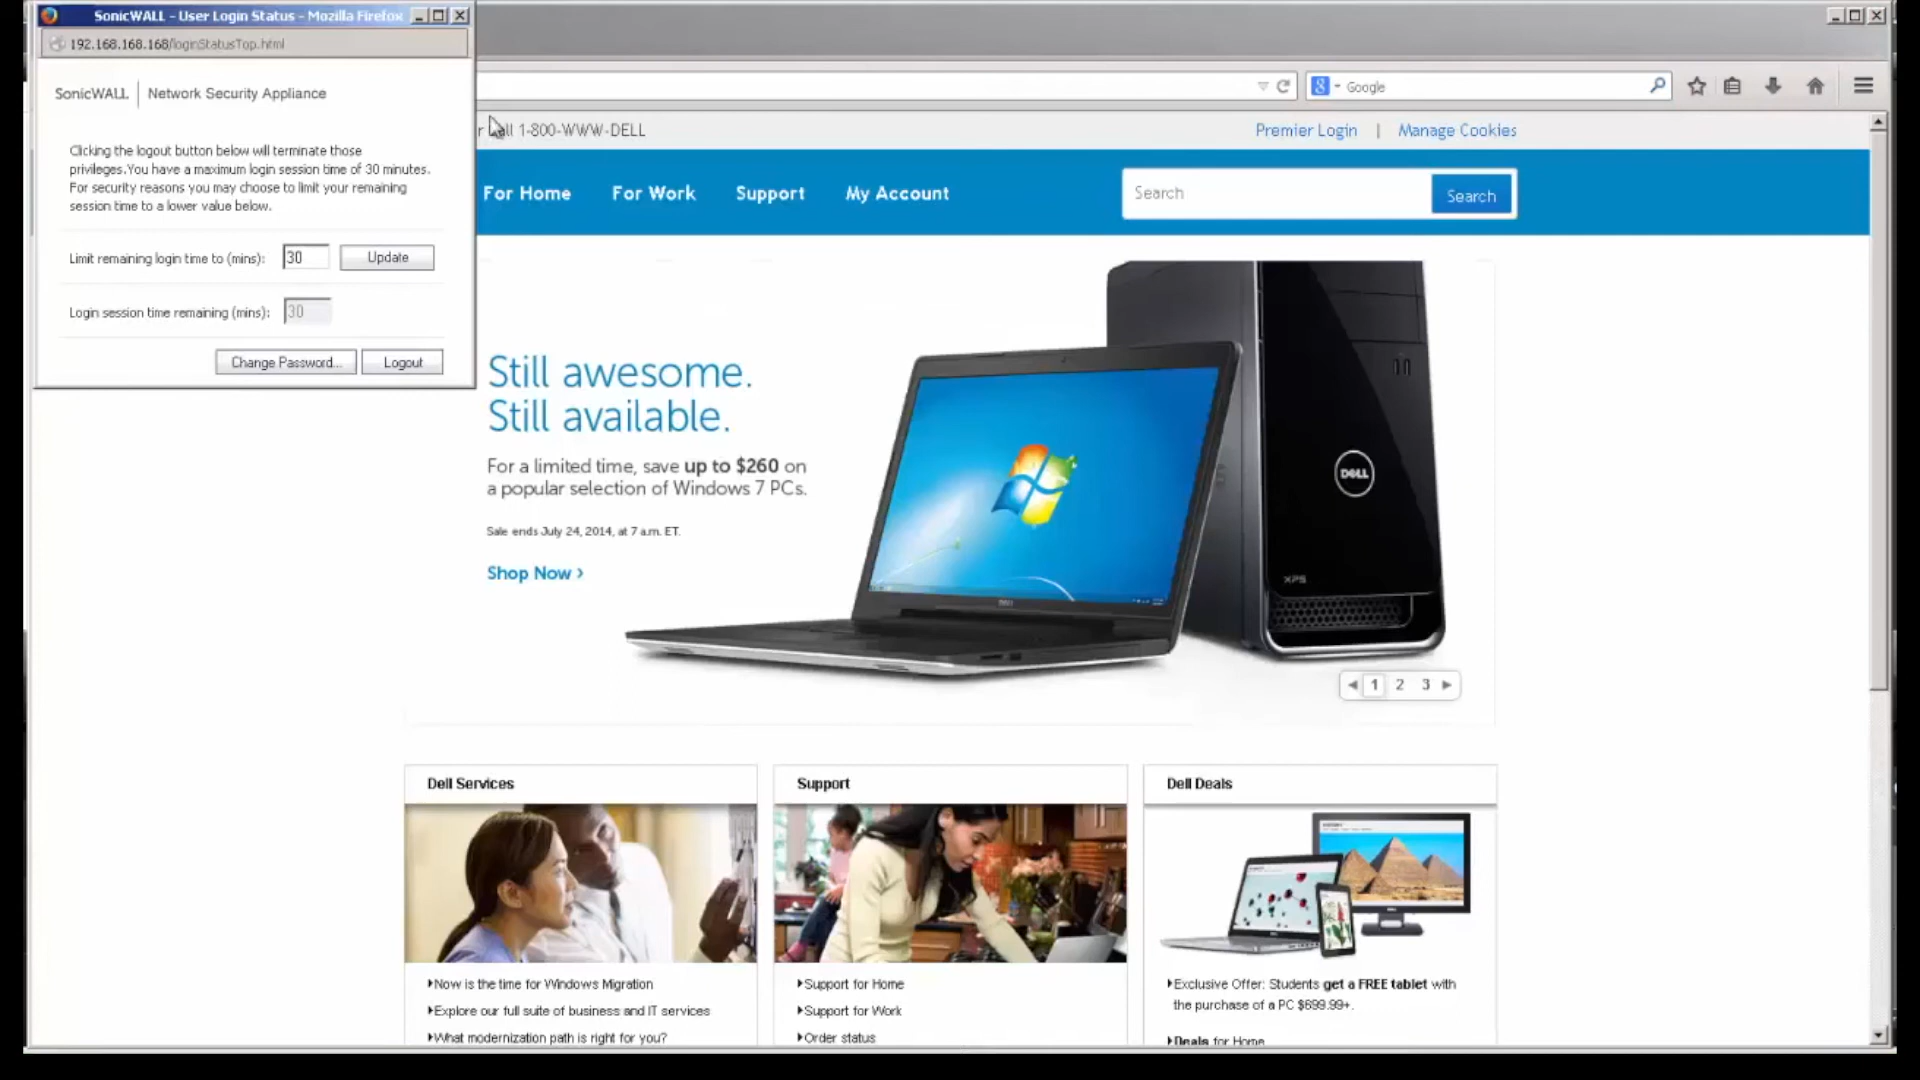 SonicWALL - User Login Status - Mozilla Firefox
192.168.168.168/loginStatusTop.html
SonicWALL | Network Security Appliance
Clicking the logout button below will terminate those
privileges.You have a maximum login session time of 30 minutes.
For security reasons you may choose to limit your remaining
session time to a lower value below.
Limit remaining login time to (mins): 30 Update
Login session time remaining (mins): 30
Change Password... Logout
Google
1-800-WWW-DELL
Premier Login | Manage Cookies
For Home For Work Support My Account
Search Search
Still awesome.
Still available.
For a limited time, save up to $260 on
a popular selection of Windows 7 PCs.
Sale ends July 24, 2014, at 7 a.m. ET.
Shop Now ›
DELL
XPS
1 2 3
Dell Services
Now is the time for Windows Migration
Explore our full suite of business and IT services
What modernization path is right for you?
Support
Support for Home
Support for Work
Order status
Dell Deals
Exclusive Offer: Students get a FREE tablet with
the purchase of a PC $699.99+.
Deals for Home